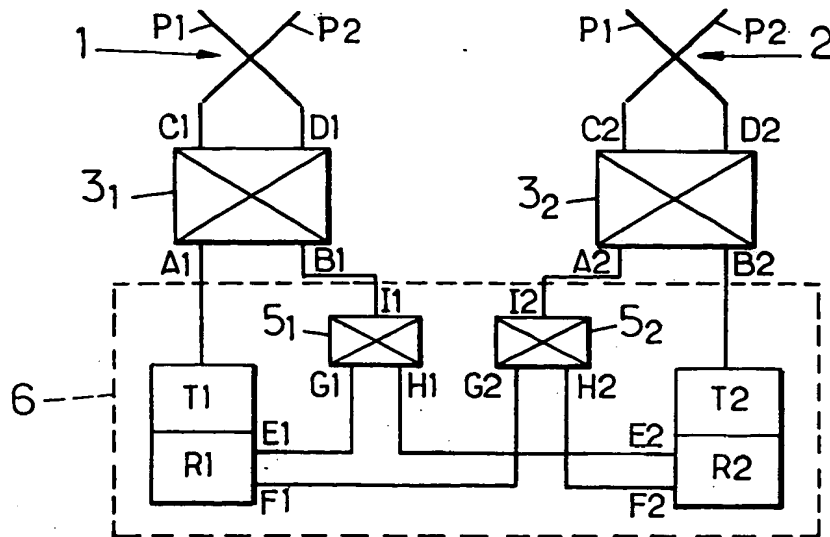 P1 P2 P1 P2
1 2
C1 D1 C2 D2
3₁ 3₂
A1 B1 A2 B2
I1 I2
5₁ 5₂
G1 H1 G2 H2
6 T1 T2
E1 E2
R1 R2
F1 F2